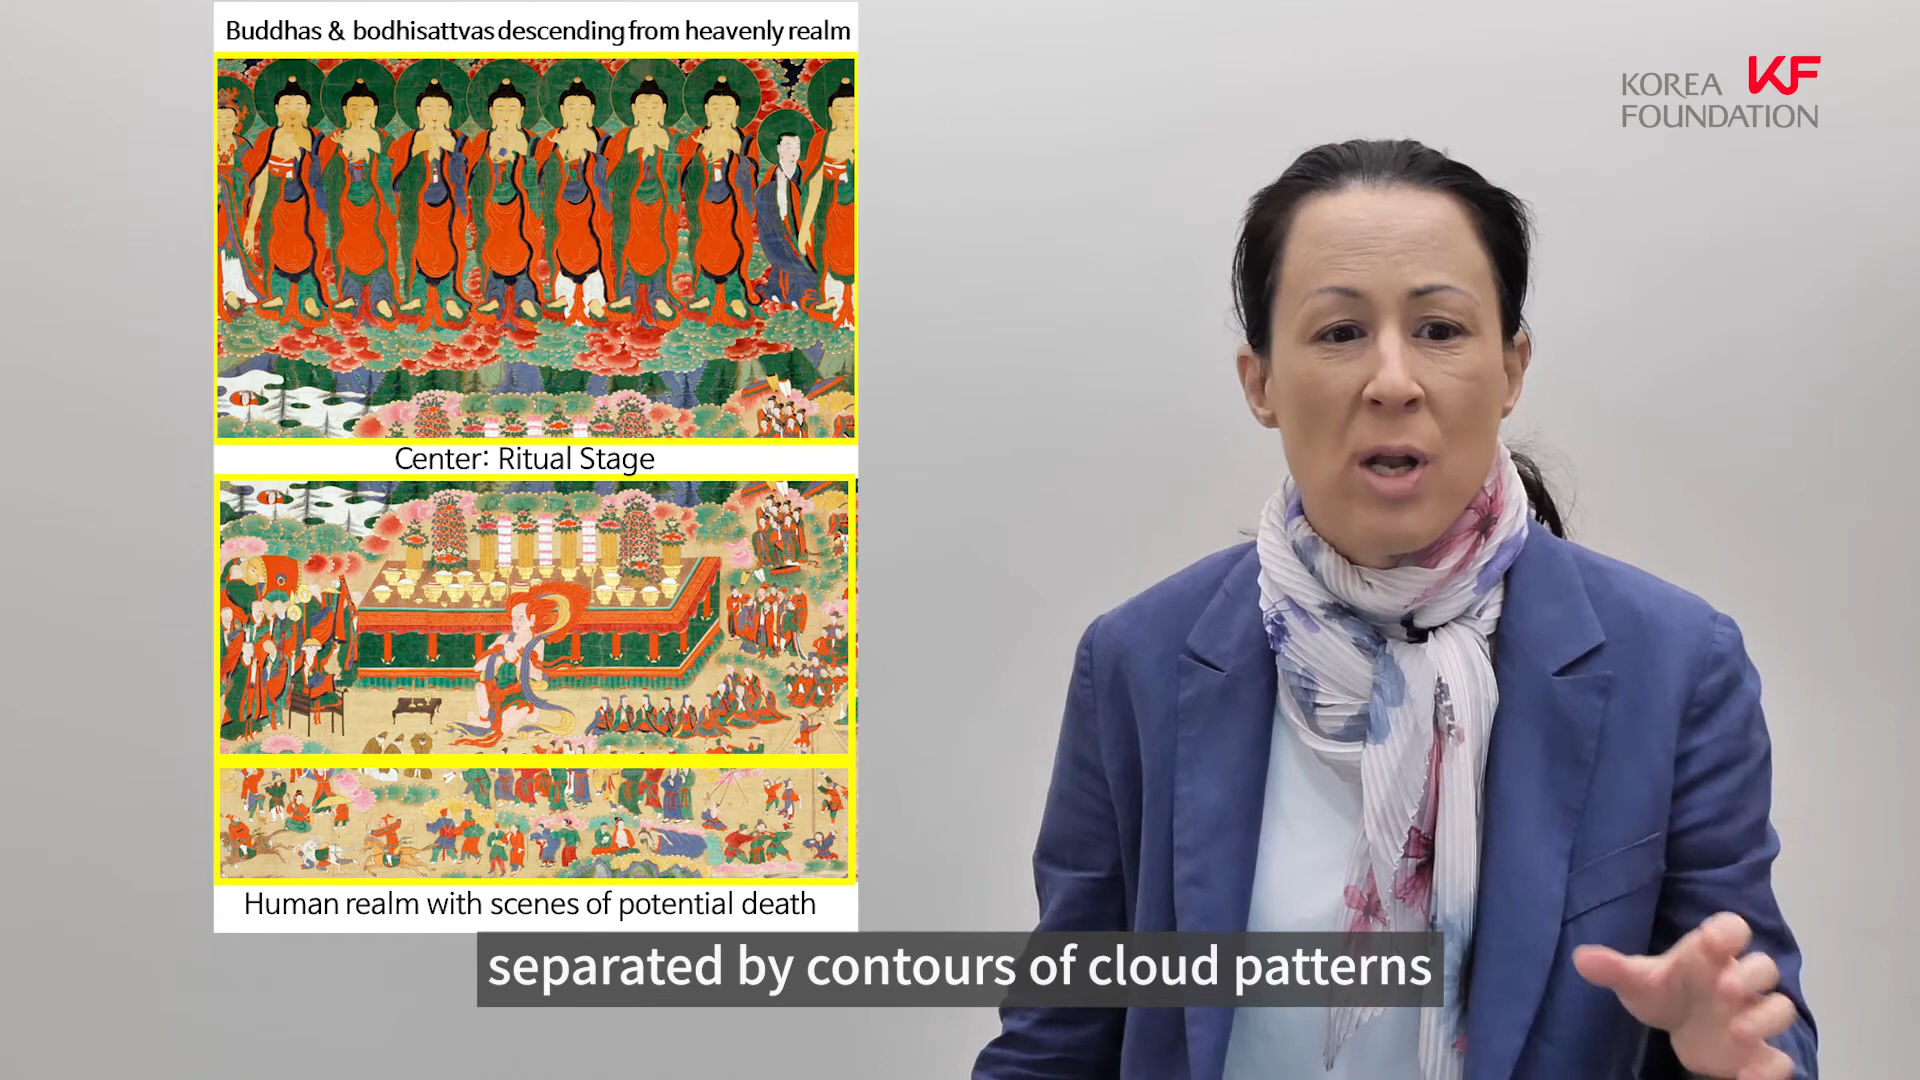 Buddhas & bodhisattvas descending from heavenly realm
KOREA KF
FOUNDATION
Center: Ritual Stage
Human realm with scenes of potential death
separated by contours of cloud patterns